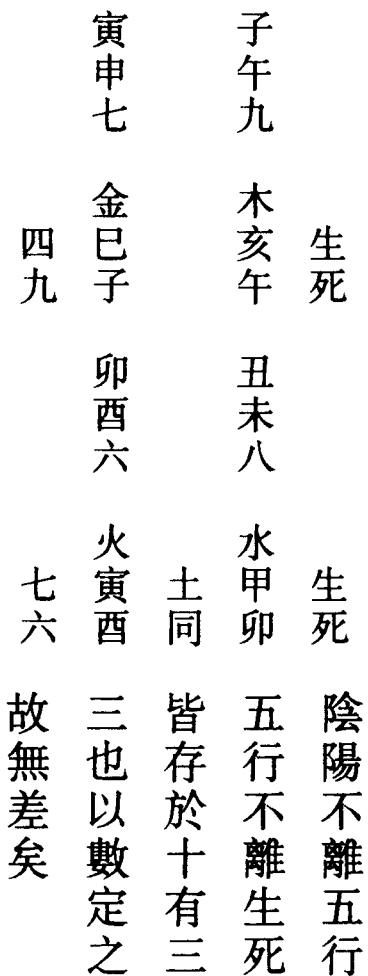 生死　生死　陰陽不離五行
子午九　木亥午　丑未八　水甲卯　五行不離生死
土同　皆存於十有三
寅申七　金巳子　卯酉六　火寅酉　三也以數定之
四九　七六　故無差矣